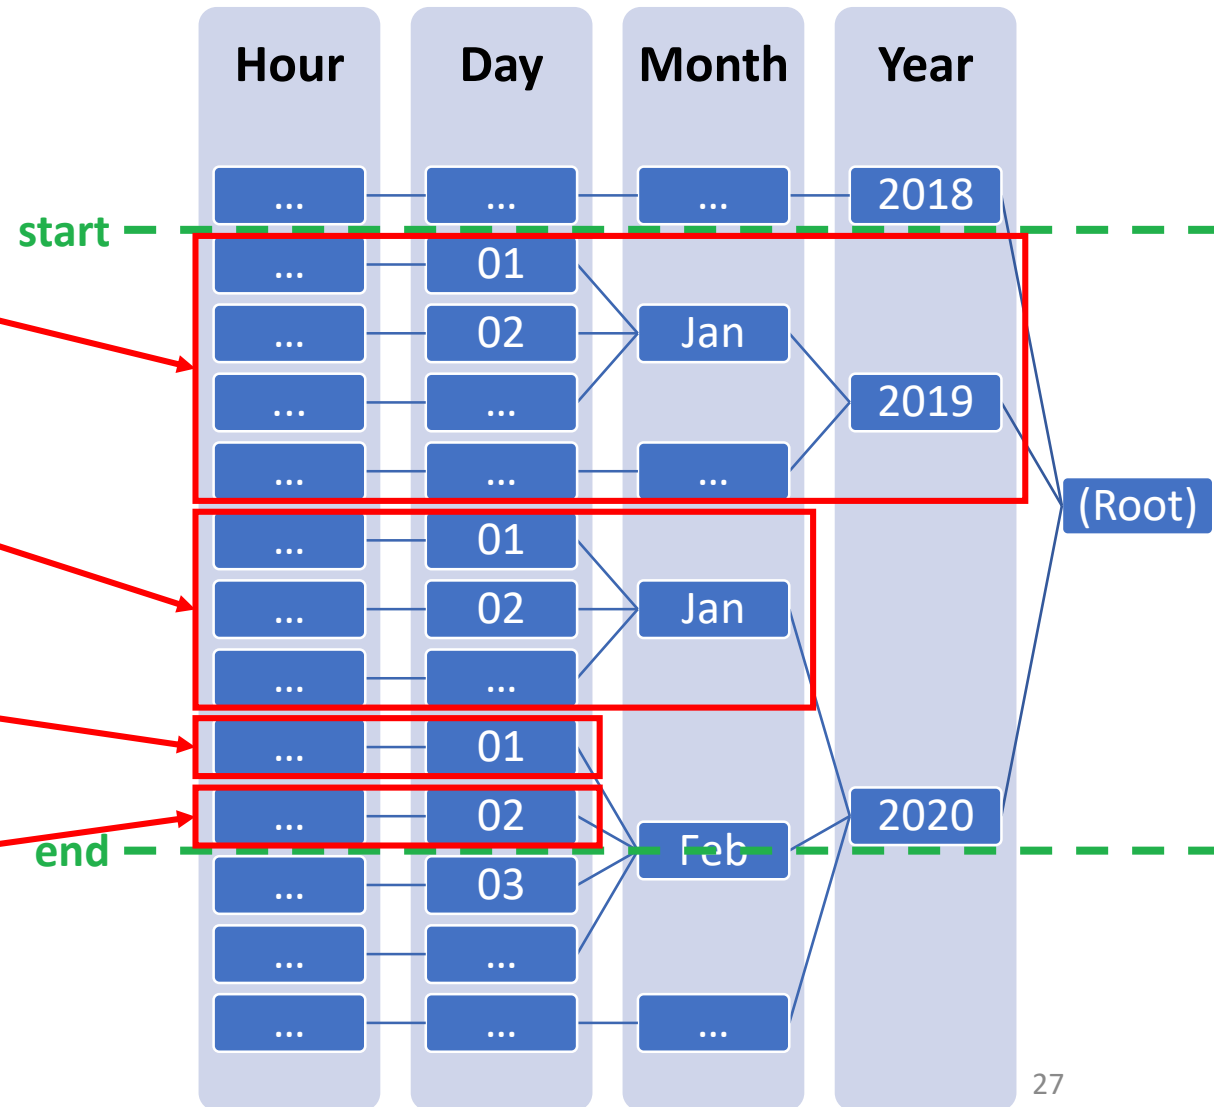 Hour Day Month Year
... ... ... 2018
start
... 01
... 02 Jan
... ...
2019
... ... ...
(Root)
... 01
... 02 Jan
... ...
... 01
... 02 2020
end Feb
... 03
... ...
... ... ...
27